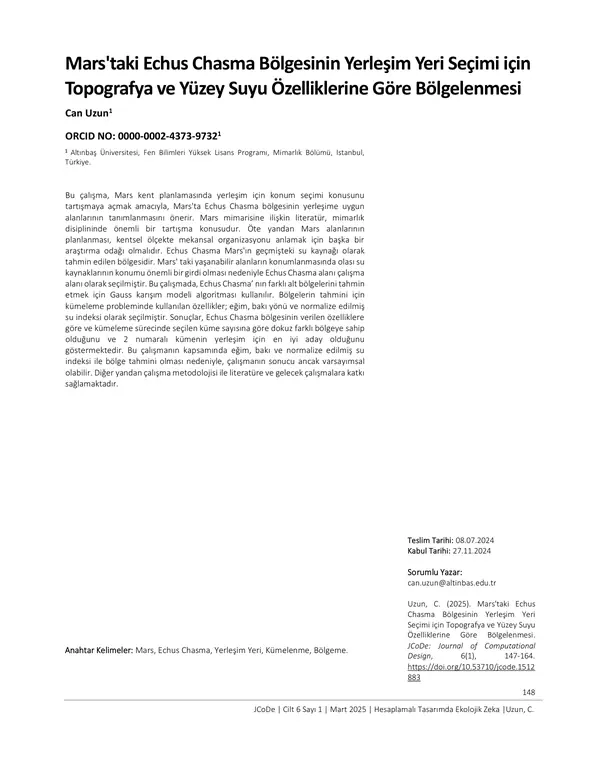 Mars'taki Echus Chasma Bölgesinin Yerleşim Yeri Seçimi için
Topografya ve Yüzey Suyu Özelliklerine Göre Bölgelenmesi
Can Uzun¹
ORCID NO: 0000-0002-4373-9732¹
¹ Altınbaş Üniversitesi, Fen Bilimleri Yüksek Lisans Programı, Mimarlık Bölümü, Istanbul,
Türkiye.
Bu çalışma, Mars kent planlamasında yerleşim için konum seçimi konusunu
tartışmaya açmak amacıyla, Mars'ta Echus Chasma bölgesinin yerleşime uygun
alanlarının tanımlanmasını önerir. Mars mimarisine ilişkin literatür, mimarlık
disiplininde önemli bir tartışma konusudur. Öte yandan Mars alanlarının
planlanması, kentsel ölçekte mekansal organizasyonu anlamak için başka bir
araştırma odağı olmalıdır. Echus Chasma Mars'ın geçmişteki su kaynağı olarak
tahmin edilen bölgesidir. Mars' taki yaşanabilir alanların konumlanmasında olası su
kaynaklarının konumu önemli bir girdi olması nedeniyle Echus Chasma alanı çalışma
alanı olarak seçilmiştir. Bu çalışmada, Echus Chasma' nın farklı alt bölgelerini tahmin
etmek için Gauss karışım modeli algoritması kullanılır. Bölgelerin tahmini için
kümeleme probleminde kullanılan özellikler; eğim, bakı yönü ve normalize edilmiş
su indeksi olarak seçilmiştir. Sonuçlar, Echus Chasma bölgesinin verilen özelliklere
göre ve kümeleme sürecinde seçilen küme sayısına göre dokuz farklı bölgeye sahip
olduğunu ve 2 numaralı kümenin yerleşim için en iyi aday olduğunu
göstermektedir. Bu çalışmanın kapsamında eğim, bakı ve normalize edilmiş su
indeksi ile bölge tahmini olması nedeniyle, çalışmanın sonucu ancak varsayımsal
olabilir. Diğer yandan çalışma metodolojisi ile literatüre ve gelecek çalışmalara katkı
sağlamaktadır.
Teslim Tarihi: 08.07.2024
Kabul Tarihi: 27.11.2024
Sorumlu Yazar:
can.uzun@altinbas.edu.tr
Uzun, C. (2025). Mars'taki Echus
Chasma Bölgesinin Yerleşim Yeri
Seçimi için Topografya ve Yüzey Suyu
Özelliklerine Göre Bölgelenmesi.
JCoDe: Journal of Computational
Design, 6(1), 147-164.
https://doi.org/10.53710/jcode.1512
883
Anahtar Kelimeler: Mars, Echus Chasma, Yerleşim Yeri, Kümelenme, Bölgeme.
148
JCoDe | Cilt 6 Sayı 1 | Mart 2025 | Hesaplamalı Tasarımda Ekolojik Zeka |Uzun, C.